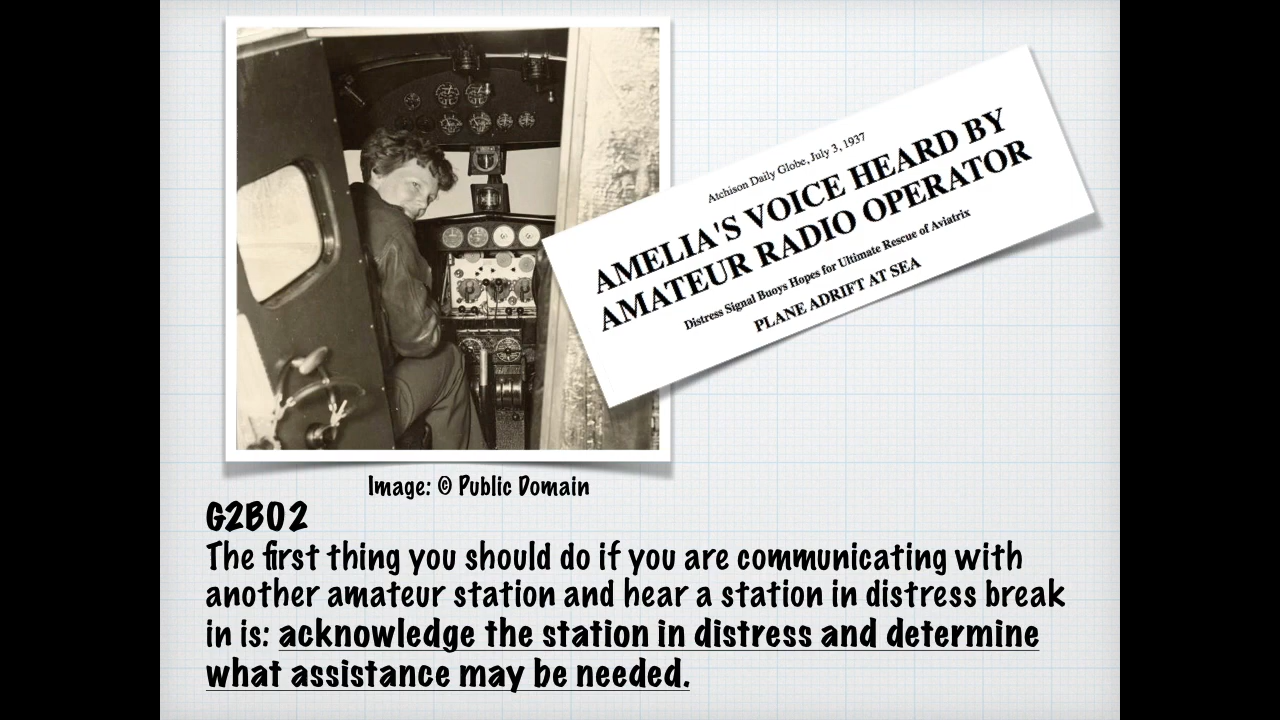 Atchison Daily Globe, July 3, 1937
AMELIA'S VOICE HEARD BY
AMATEUR RADIO OPERATOR
Distress Signal Buoys Hopes for Ultimate Rescue of Aviatrix
PLANE ADRIFT AT SEA
Image: © Public Domain
G2B02
The first thing you should do if you are communicating with
another amateur station and hear a station in distress break
in is: acknowledge the station in distress and determine
what assistance may be needed.